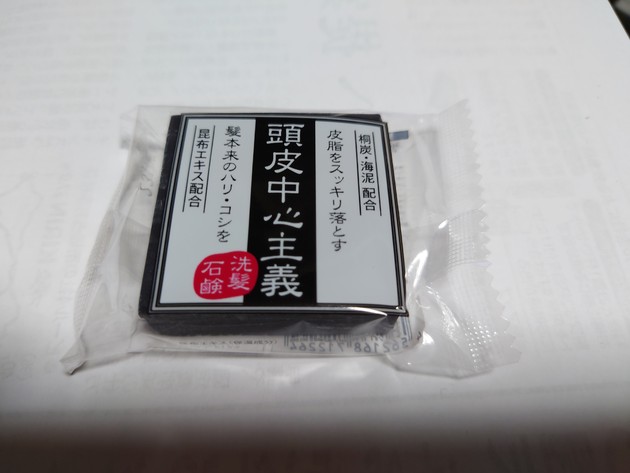 桐炭・海泥 配合
皮脂をスッキリ落とす
頭皮中心主義
髪本来のハリ・コシを
昆布エキス配合
洗髪
石鹸